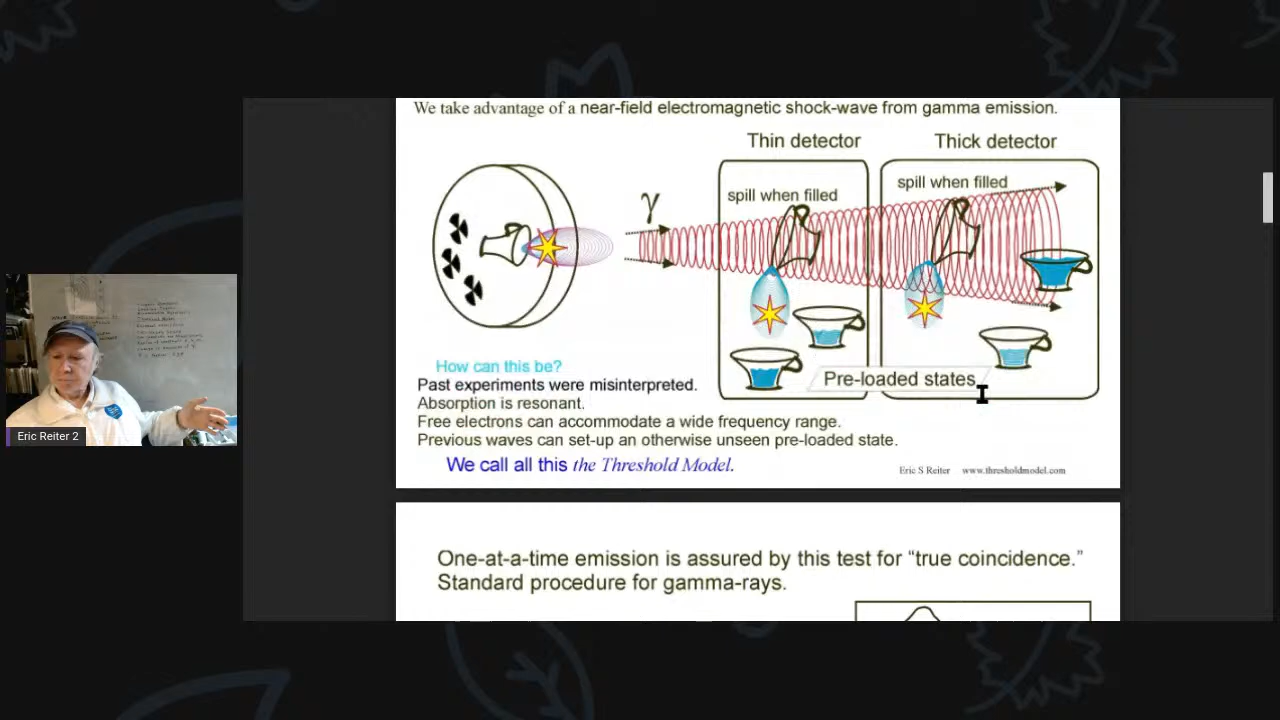 We take advantage of a near-field electromagnetic shock-wave from gamma emission.
Thin detector
Thick detector
spill when filled
spill when filled
γ
Pre-loaded states
How can this be?
Past experiments were misinterpreted.
Absorption is resonant.
Free electrons can accommodate a wide frequency range.
Previous waves can set-up an otherwise unseen pre-loaded state.
We call all this the Threshold Model.
Eric S Reiter www.thresholdmodel.com
Eric Reiter 2
One-at-a-time emission is assured by this test for “true coincidence.”
Standard procedure for gamma-rays.